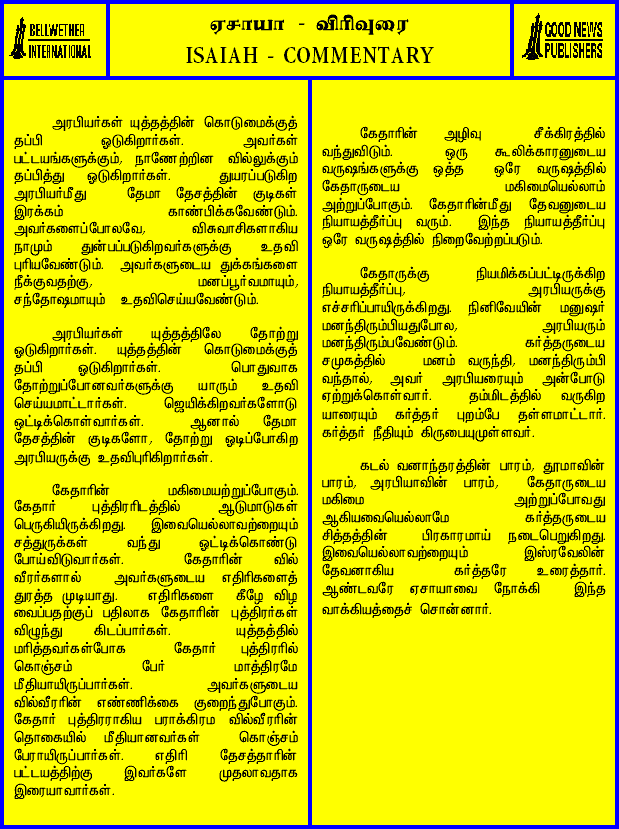 BELLWETHER
INTERNATIONAL
ஏசாயா - விரிவுரை
ISAIAH - COMMENTARY
GOOD NEWS
PUBLISHERS
அரபியர்கள் யுத்தத்தின் கொடுமைக்குத்
தப்பி ஓடுகிறார்கள். அவர்கள்
பட்டயங்களுக்கும், நாணேற்றின வில்லுக்கும்
தப்பித்து ஓடுகிறார்கள். துயரப்படுகிற
அரபியர்மீது தேமா தேசத்தின் குடிகள்
இரக்கம் காண்பிக்கவேண்டும்.
அவர்களைப்போலவே, விசுவாசிகளாகிய
நாமும் துன்பப்படுகிறவர்களுக்கு உதவி
புரியவேண்டும். அவர்களுடைய துக்கங்களை
நீக்குவதற்கு, மனப்பூர்வமாயும்,
சந்தோஷமாயும் உதவிசெய்யவேண்டும்.
அரபியர்கள் யுத்தத்திலே தோற்று
ஓடுகிறார்கள். யுத்தத்தின் கொடுமைக்குத்
தப்பி ஓடுகிறார்கள். பொதுவாக
தோற்றுப்போனவர்களுக்கு யாரும் உதவி
செய்யமாட்டார்கள். ஜெயிக்கிறவர்களோடு
ஒட்டிக்கொள்வார்கள். ஆனால் தேமா
தேசத்தின் குடிகளோ, தோற்று ஓடிப்போகிற
அரபியருக்கு உதவிபுரிகிறார்கள்.
கேதாரின் மகிமையற்றுப்போகும்.
கேதார் புத்திரரிடத்தில் ஆடுமாடுகள்
பெருகியிருக்கிறது. இவையெல்லாவற்றையும்
சத்துருக்கள் வந்து ஓட்டிக்கொண்டு
போய்விடுவார்கள். கேதாரின் வில்
வீரர்களால் அவர்களுடைய எதிரிகளைத்
துரத்த முடியாது. எதிரிகளை கீழே விழ
வைப்பதற்குப் பதிலாக கேதாரின் புத்திரர்கள்
விழுந்து கிடப்பார்கள். யுத்தத்தில்
மரித்தவர்கள்போக கேதார் புத்திரரில்
கொஞ்சம் பேர் மாத்திரமே
மீதியாயிருப்பார்கள். அவர்களுடைய
வில்வீரரின் எண்ணிக்கை குறைந்துபோகும்.
கேதார் புத்திரராகிய பராக்கிரம வில்வீரரின்
தொகையில் மீதியானவர்கள் கொஞ்சம்
பேராயிருப்பார்கள். எதிரி தேசத்தாரின்
பட்டயத்திற்கு இவர்களே முதலாவதாக
இரையாவார்கள்.
கேதாரின் அழிவு சீக்கிரத்தில்
வந்துவிடும். ஒரு கூலிக்காரனுடைய
வருஷங்களுக்கு ஒத்த ஒரே வருஷத்தில்
கேதாருடைய மகிமையெல்லாம்
அற்றுப்போகும். கேதாரின்மீது தேவனுடைய
நியாயத்தீர்ப்பு வரும். இந்த நியாயத்தீர்ப்பு
ஒரே வருஷத்தில் நிறைவேற்றப்படும்.
கேதாருக்கு நியமிக்கப்பட்டிருக்கிற
நியாயத்தீர்ப்பு, அரபியருக்கு
எச்சரிப்பாயிருக்கிறது. நினிவேயின் மனுஷர்
மனந்திரும்பியதுபோல, அரபியரும்
மனந்திரும்பவேண்டும். கர்த்தருடைய
சமுகத்தில் மனம் வருந்தி, மனந்திரும்பி
வந்தால், அவர் அரபியரையும் அன்போடு
ஏற்றுக்கொள்வார். தம்மிடத்தில் வருகிற
யாரையும் கர்த்தர் புறம்பே தள்ளமாட்டார்.
கர்த்தர் நீதியும் கிருபையுமுள்ளவர்.
கடல் வனாந்தரத்தின் பாரம், தூமாவின்
பாரம், அரபியாவின் பாரம், கேதாருடைய
மகிமை அற்றுப்போவது
ஆகியவையெல்லாமே கர்த்தருடைய
சித்தத்தின் பிரகாரமாய் நடைபெறுகிறது.
இவையெல்லாவற்றையும் இஸ்ரவேலின்
தேவனாகிய கர்த்தரே உரைத்தார்.
ஆண்டவரே ஏசாயாவை நோக்கி இந்த
வாக்கியத்தைச் சொன்னார்.